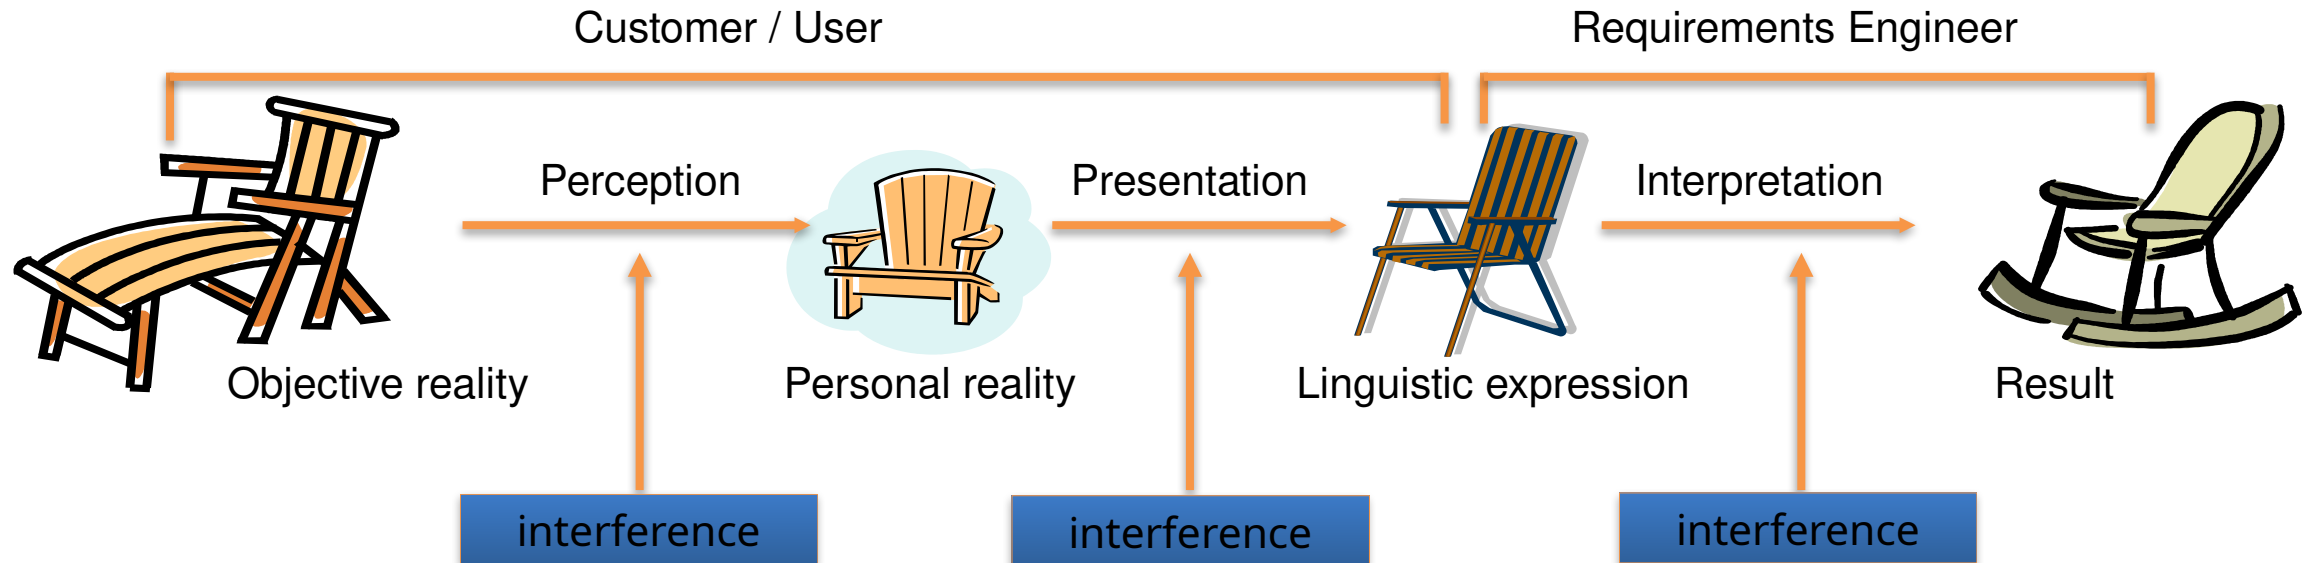 Customer / User
Requirements Engineer
Perception
Presentation
Interpretation
Objective reality
Personal reality
Linguistic expression
Result
interference
interference
interference